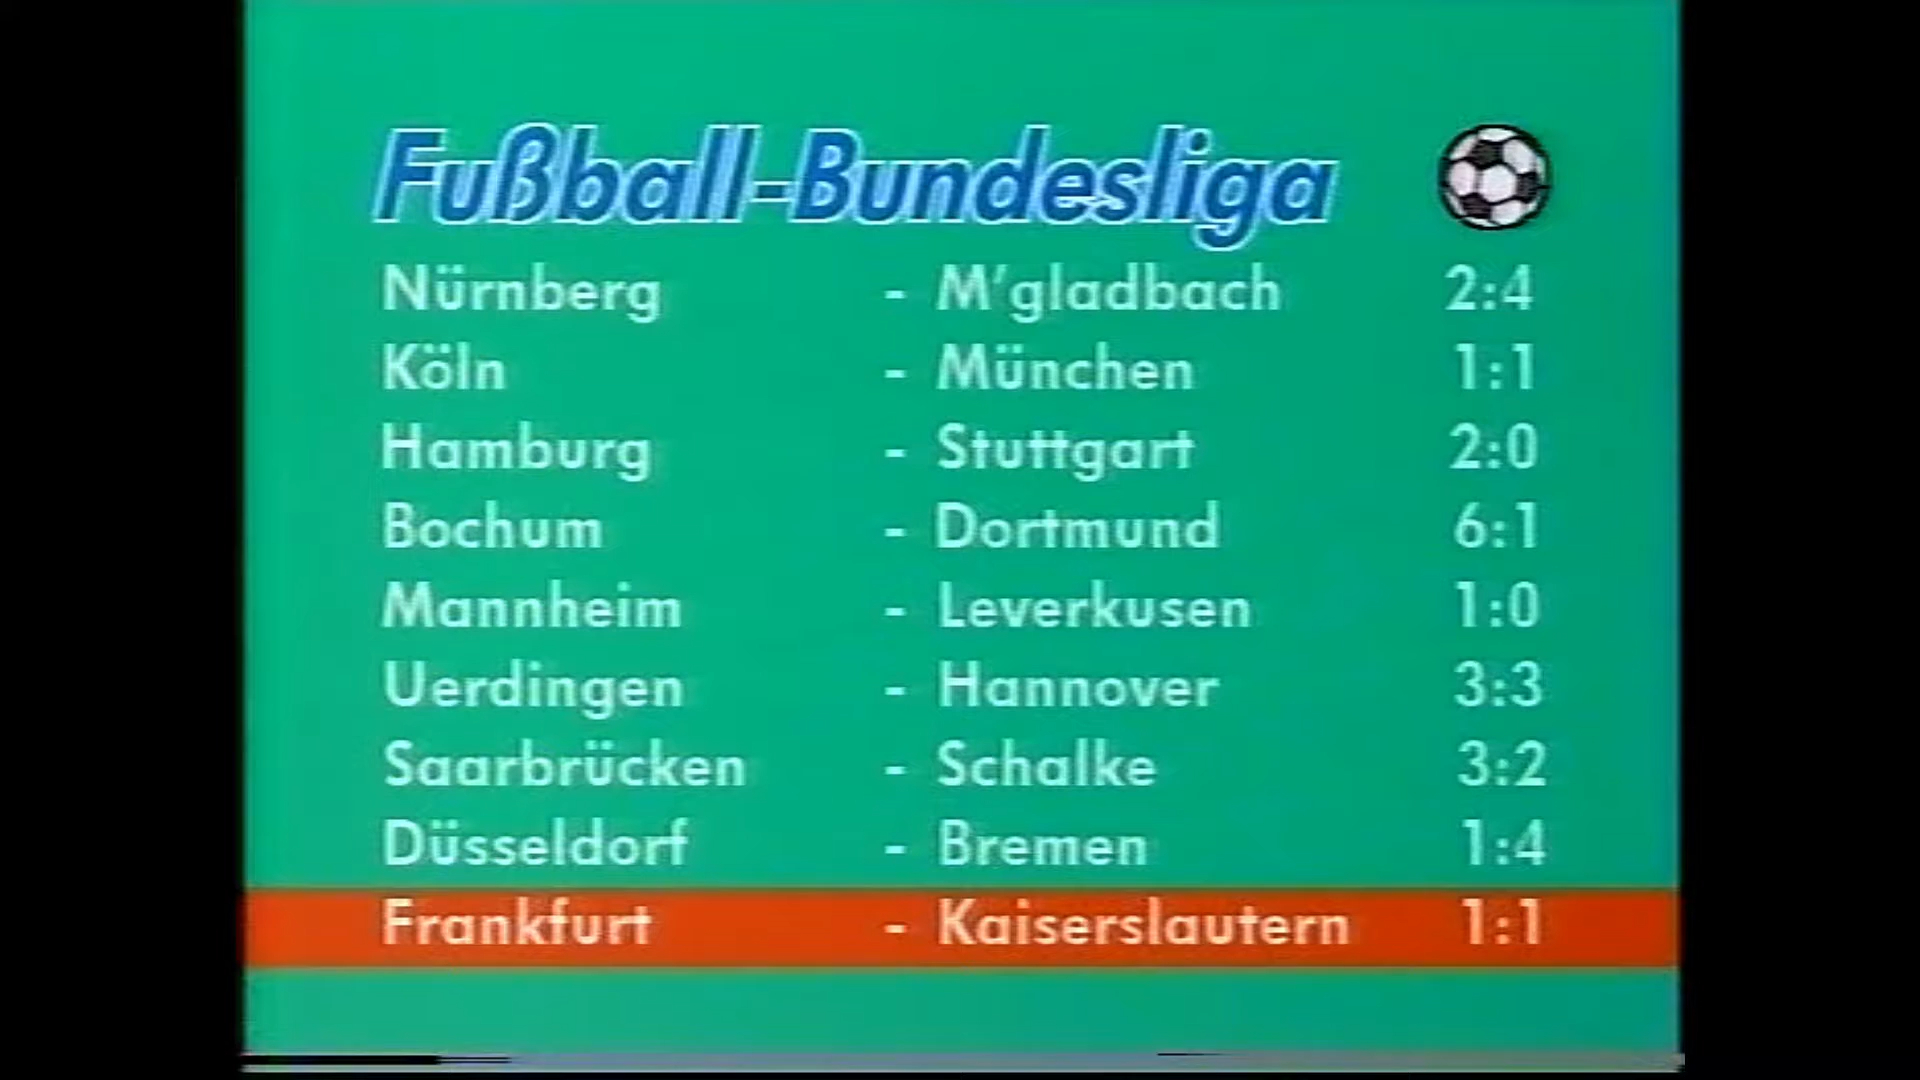 Fußball-Bundesliga
Nürnberg - M'gladbach 2:4
Köln - München 1:1
Hamburg - Stuttgart 2:0
Bochum - Dortmund 6:1
Mannheim - Leverkusen 1:0
Uerdingen - Hannover 3:3
Saarbrücken - Schalke 3:2
Düsseldorf - Bremen 1:4
Frankfurt - Kaiserslautern 1:1